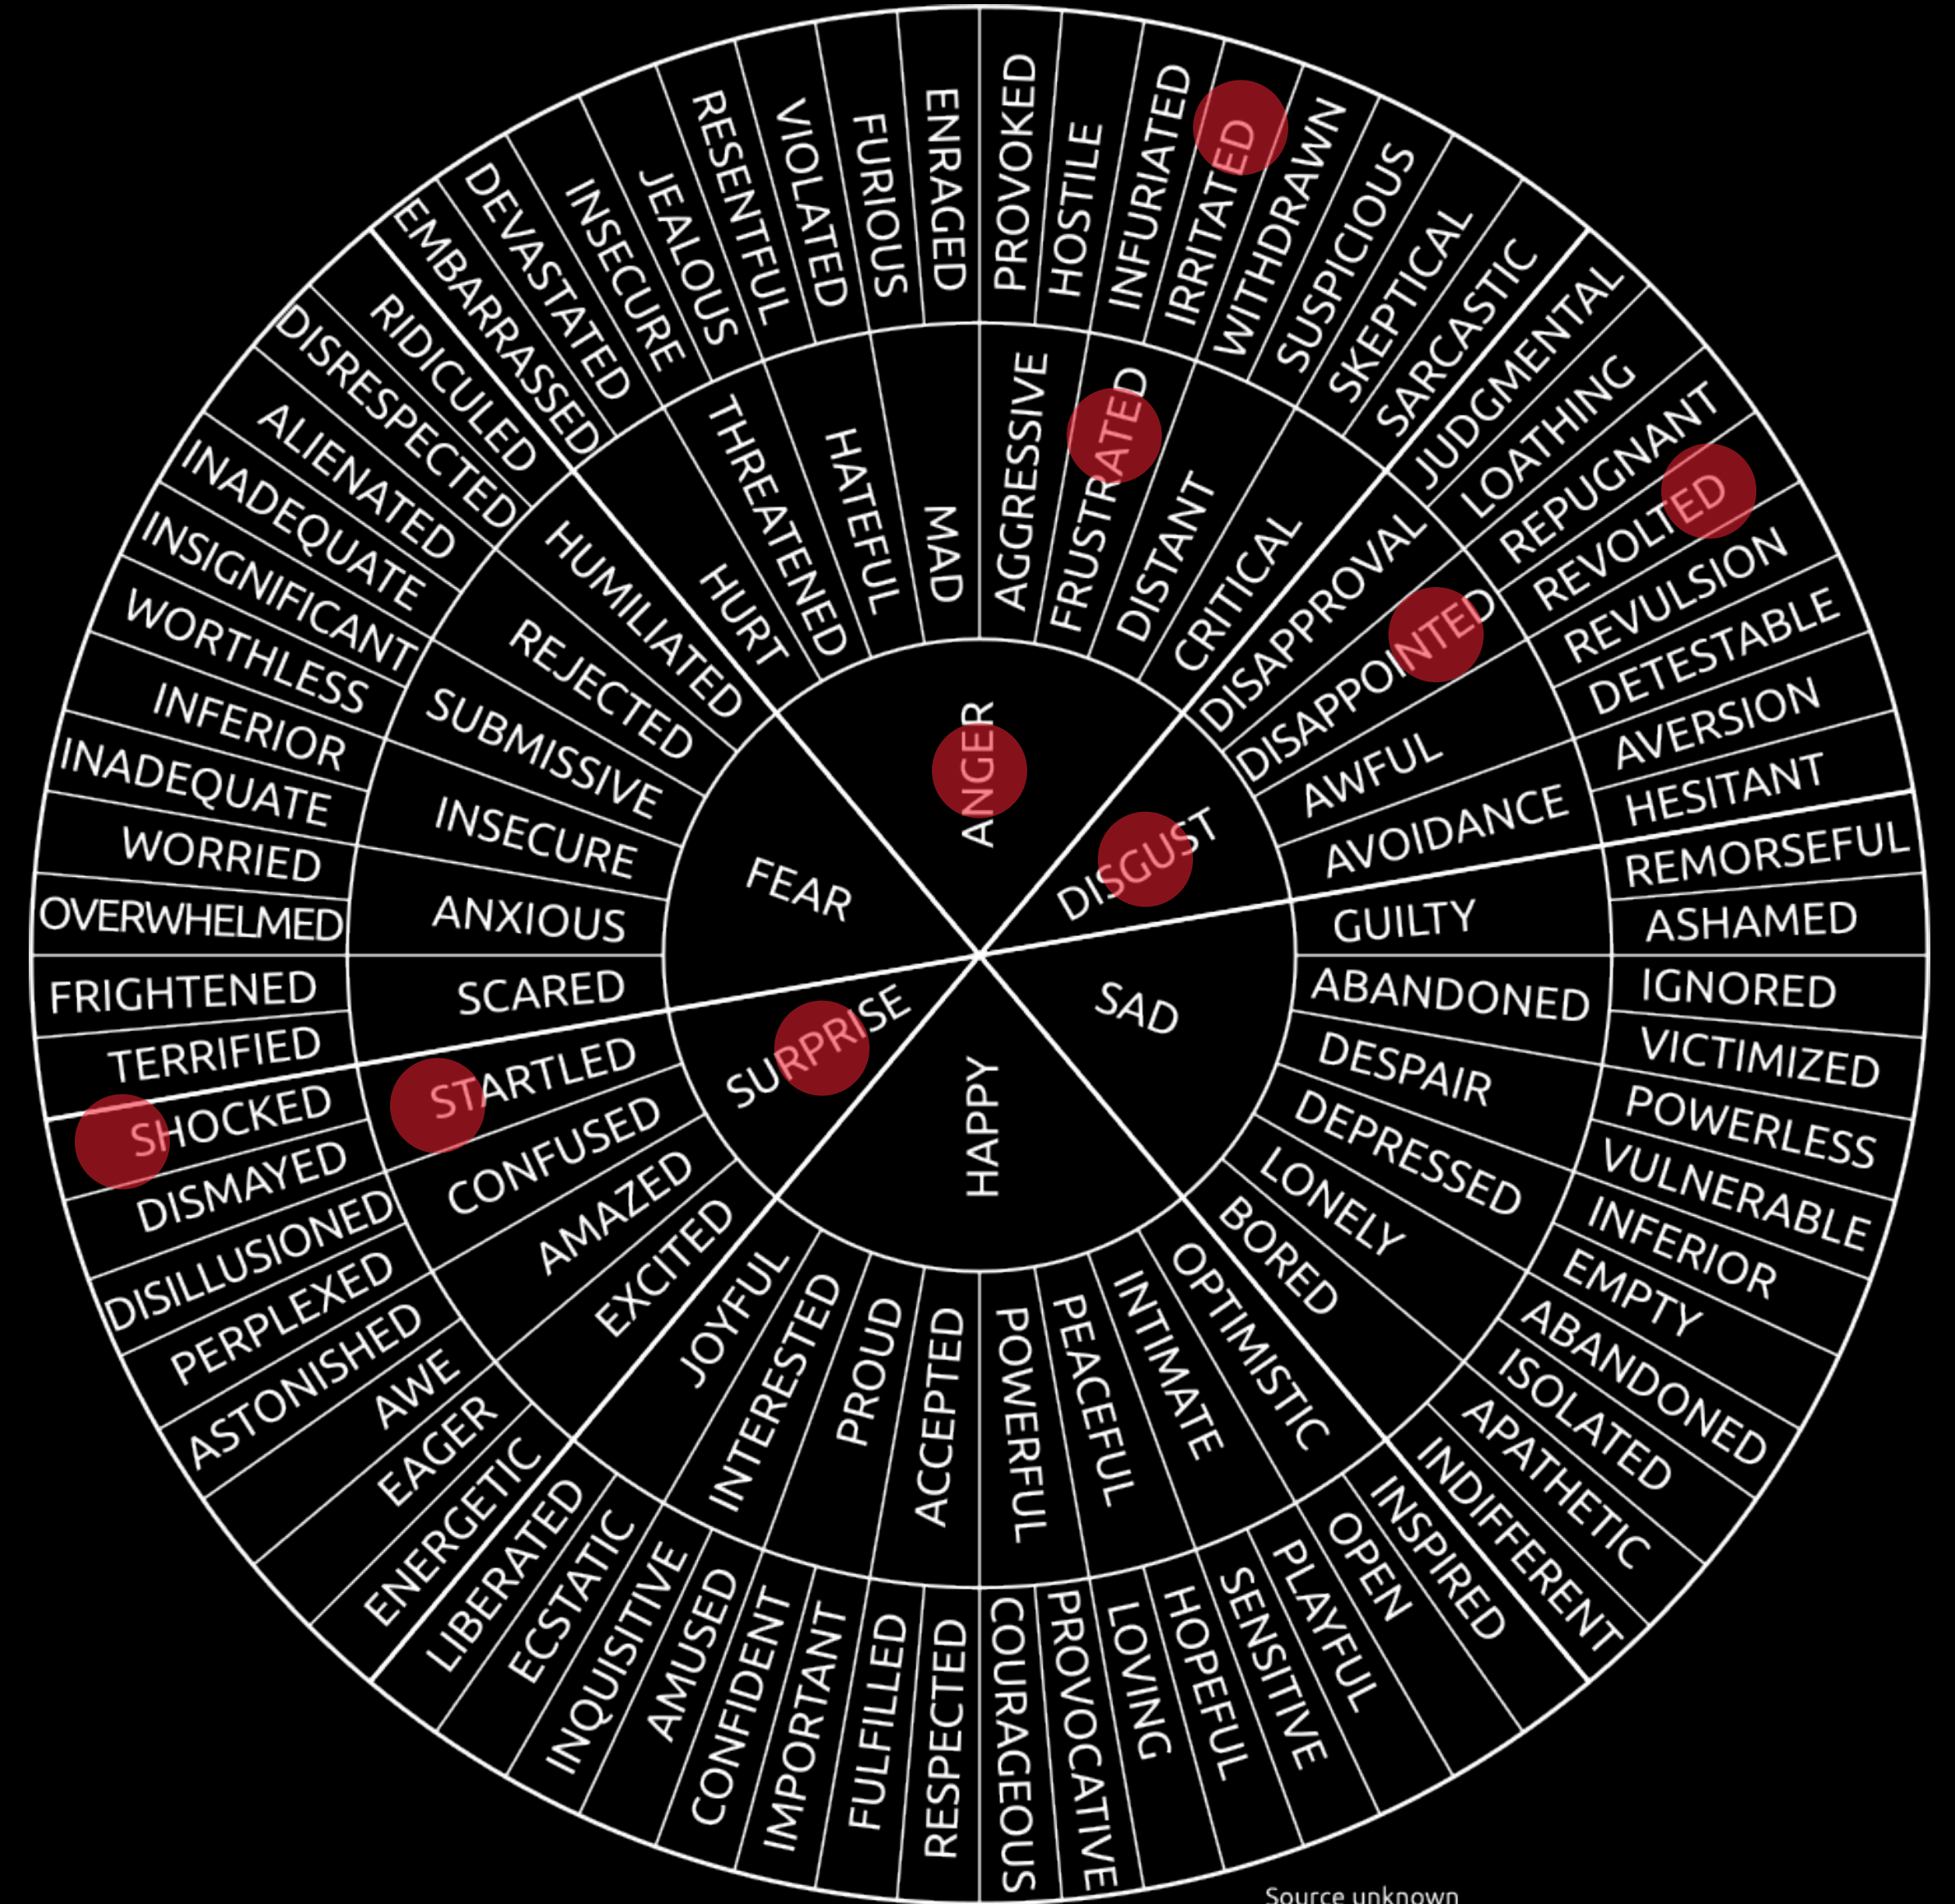 ANGER
DISGUST
SAD
HAPPY
SURPRISE
FEAR
HURT
THREATENED
HATEFUL
MAD
AGGRESSIVE
FRUSTRATED
DISTANT
CRITICAL
DISAPPROVAL
DISAPPOINTED
AWFUL
AVOIDANCE
GUILTY
ABANDONED
DESPAIR
DEPRESSED
LONELY
BORED
OPTIMISTIC
INTIMATE
PEACEFUL
POWERFUL
ACCEPTED
PROUD
INTERESTED
JOYFUL
EXCITED
AMAZED
CONFUSED
STARTLED
SCARED
ANXIOUS
INSECURE
SUBMISSIVE
REJECTED
HUMILIATED
EMBARRASSED
DEVASTATED
INSECURE
JEALOUS
RESENTFUL
VIOLATED
FURIOUS
ENRAGED
PROVOKED
HOSTILE
INFURIATED
IRRITATED
WITHDRAWN
SUSPICIOUS
SKEPTICAL
SARCASTIC
JUDGMENTAL
LOATHING
REPUGNANT
REVOLTED
REVULSION
DETESTABLE
AVERSION
HESITANT
REMORSEFUL
ASHAMED
IGNORED
VICTIMIZED
POWERLESS
VULNERABLE
INFERIOR
EMPTY
ABANDONED
ISOLATED
APATHETIC
INDIFFERENT
INSPIRED
OPEN
PLAYFUL
SENSITIVE
HOPEFUL
LOVING
PROVOCATIVE
COURAGEOUS
RESPECTED
FULFILLED
IMPORTANT
CONFIDENT
AMUSED
INQUISITIVE
ECSTATIC
LIBERATED
ENERGETIC
EAGER
AWE
ASTONISHED
PERPLEXED
DISILLUSIONED
DISMAYED
SHOCKED
TERRIFIED
FRIGHTENED
OVERWHELMED
WORRIED
INADEQUATE
INFERIOR
WORTHLESS
INSIGNIFICANT
INADEQUATE
ALIENATED
DISRESPECTED
RIDICULED
Source unknown